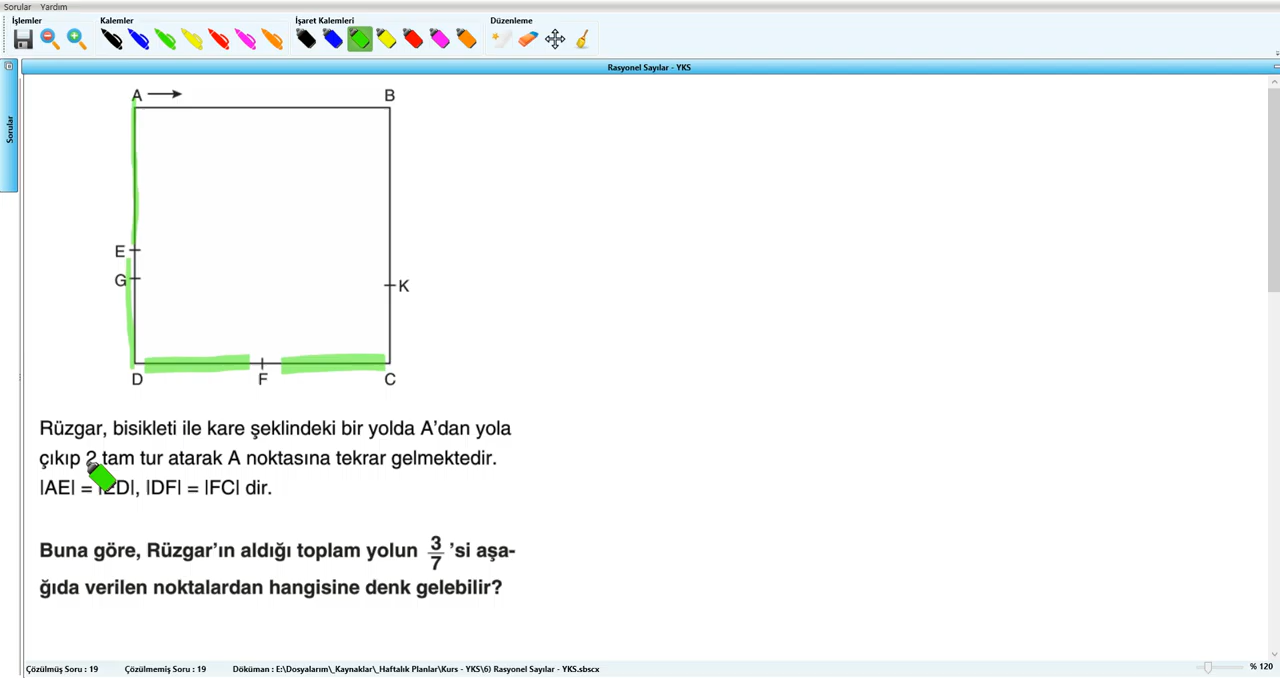 Sorular Yardım
İşlemler Kalemler İşaret Kalemleri Düzenleme
Rasyonel Sayılar - YKS
Sorular
A B
E
G K
D F C
Rüzgar, bisikleti ile kare şeklindeki bir yolda A'dan yola
çıkıp 2 tam tur atarak A noktasına tekrar gelmektedir.
|AE| = |ED|, |DF| = |FC| dir.
Buna göre, Rüzgar'ın aldığı toplam yolun 3/7 'si aşa-
ğıda verilen noktalardan hangisine denk gelebilir?
Çözülmüş Soru : 19 Çözülmemiş Soru : 19 Döküman : E:\Dosyalarım\_Kaynaklar\_Haftalık Planlar\Kurs - YKS\6) Rasyonel Sayılar - YKS.sbscx % 120